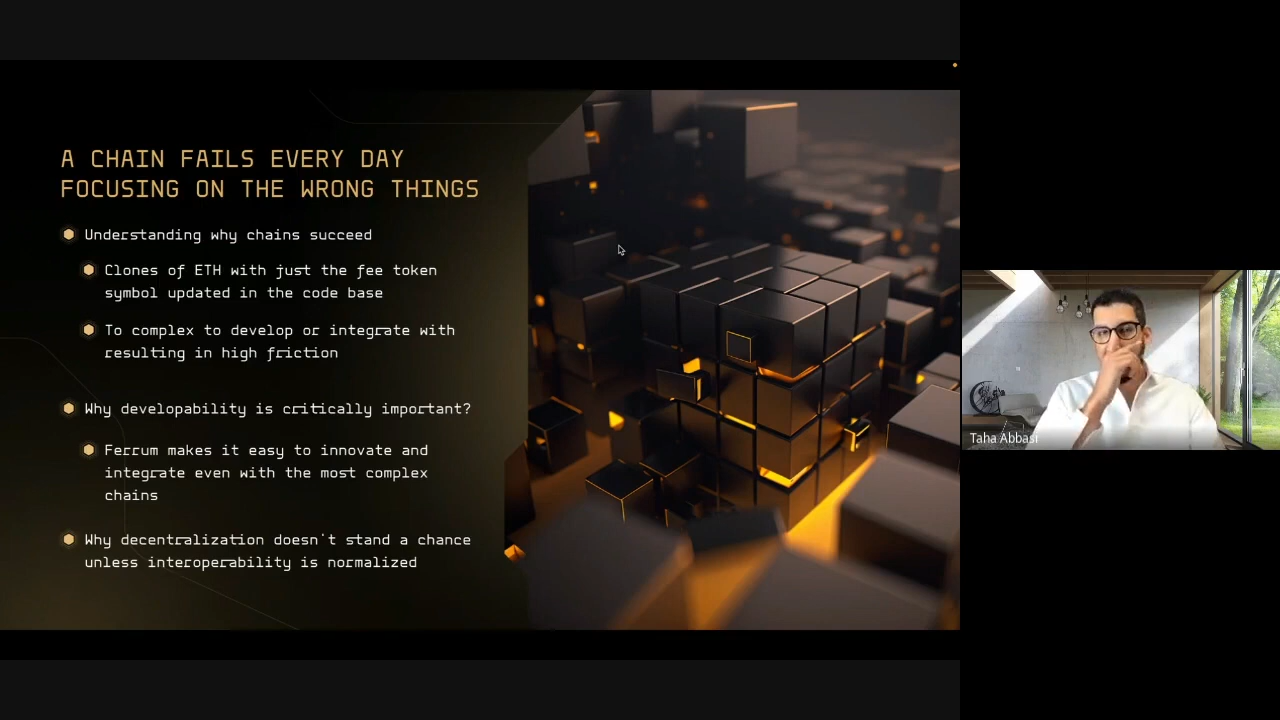 A CHAIN FAILS EVERY DAY
FOCUSING ON THE WRONG THINGS
Understanding why chains succeed
Clones of ETH with just the fee token
symbol updated in the code base
To complex to develop or integrate with
resulting in high friction
Why developability is critically important?
Ferrum makes it easy to innovate and
integrate even with the most complex
chains
Why decentralization doesn't stand a chance
unless interoperability is normalized
Taha Abbasi